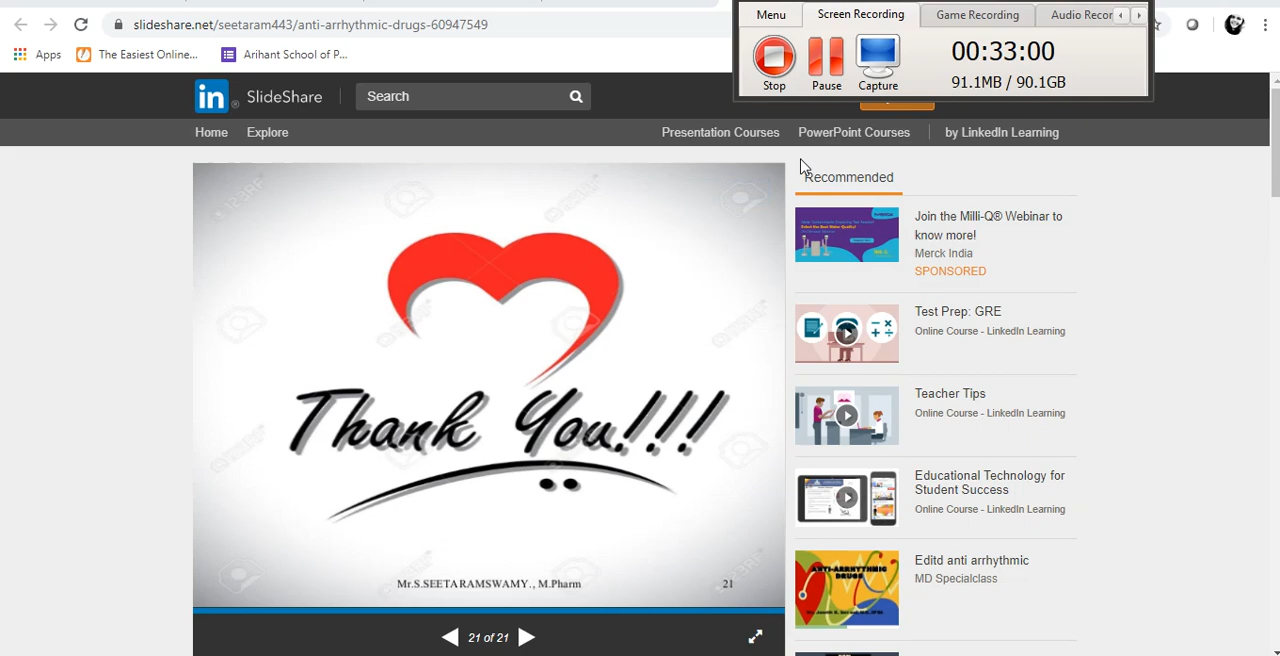 slideshare.net/seetaram443/anti-arrhythmic-drugs-60947549
Menu
Screen Recording
Game Recording
Audio Recor
Stop
Pause
Capture
00:33:00
91.1MB / 90.1GB
Apps
The Easiest Online...
Arihant School of P...
in
SlideShare
Search
Home
Explore
Presentation Courses
PowerPoint Courses
by LinkedIn Learning
Thank You!!!
Mr.S.SEETARAMSWAMY., M.Pharm
21
21 of 21
Recommended
Join the Milli-Q® Webinar to
know more!
Merck India
SPONSORED
Test Prep: GRE
Online Course - LinkedIn Learning
Teacher Tips
Online Course - LinkedIn Learning
Educational Technology for
Student Success
Online Course - LinkedIn Learning
ANTI-ARRHYTHMIC
DRUGS
Editd anti arrhythmic
MD Specialclass